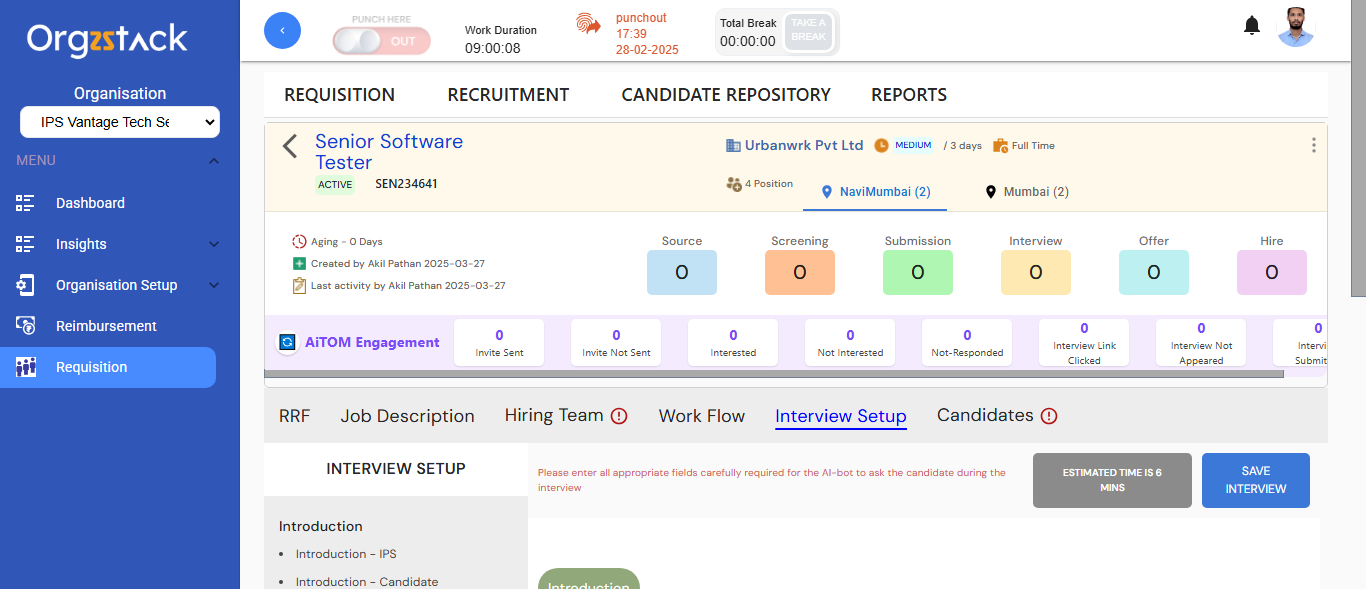 Orgzstack
Organisation
IPS Vantage Tech Se
MENU
Dashboard
Insights
Organisation Setup
Reimbursement
Requisition
PUNCH HERE
OUT
Work Duration
09:00:08
punchout
17:39
28-02-2025
Total Break
00:00:00
TAKE A
BREAK
REQUISITION
RECRUITMENT
CANDIDATE REPOSITORY
REPORTS
Senior Software
Tester
ACTIVE
SEN234641
Urbanwrk Pvt Ltd
MEDIUM
/ 3 days
Full Time
4 Position
NaviMumbai (2)
Mumbai (2)
Aging - 0 Days
Created by Akil Pathan 2025-03-27
Last activity by Akil Pathan 2025-03-27
Source
0
Screening
0
Submission
0
Interview
0
Offer
0
Hire
0
AiTOM Engagement
0
Invite Sent
0
Invite Not Sent
0
Interested
0
Not Interested
0
Not-Responded
0
Interview Link
Clicked
0
Interview Not
Appeared
0
Intervi
Submit
RRF
Job Description
Hiring Team
Work Flow
Interview Setup
Candidates
INTERVIEW SETUP
Introduction
Introduction - IPS
Introduction - Candidate
Please enter all appropriate fields carefully required for the AI-bot to ask the candidate during the
interview
ESTIMATED TIME IS 6
MINS
SAVE
INTERVIEW
Introduction